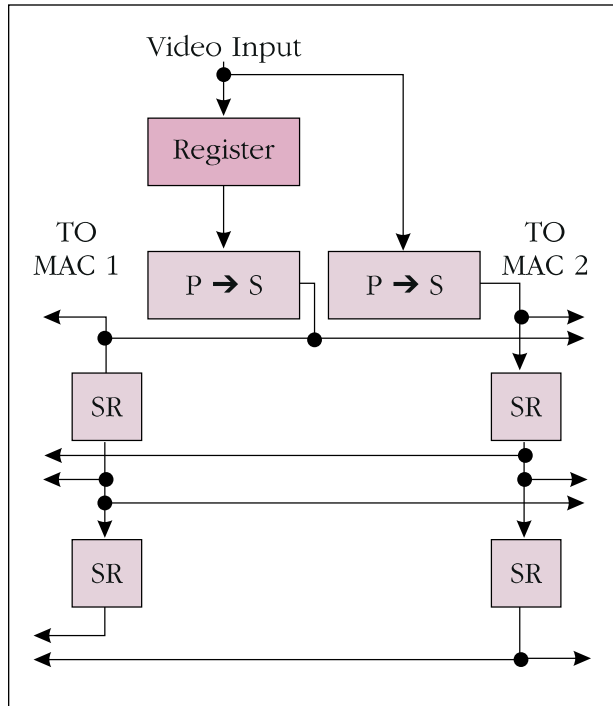 Video Input
Register
TO
MAC 1
TO
MAC 2
P ➔ S
P ➔ S
SR
SR
SR
SR